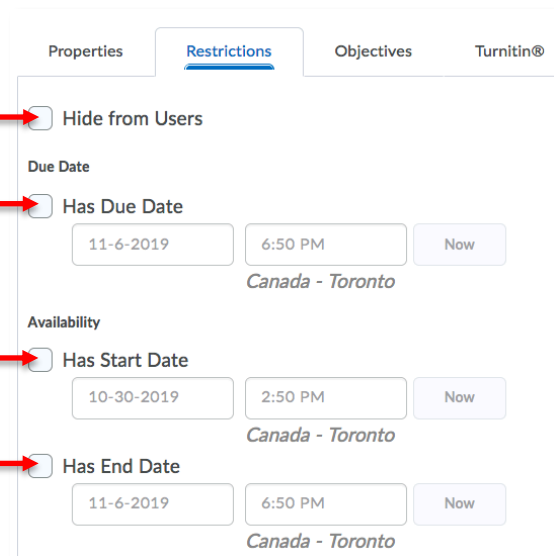 Properties Restrictions Objectives Turnitin®
Hide from Users
Due Date
Has Due Date
11-6-2019 6:50 PM Now
Canada - Toronto
Availability
Has Start Date
10-30-2019 2:50 PM Now
Canada - Toronto
Has End Date
11-6-2019 6:50 PM Now
Canada - Toronto